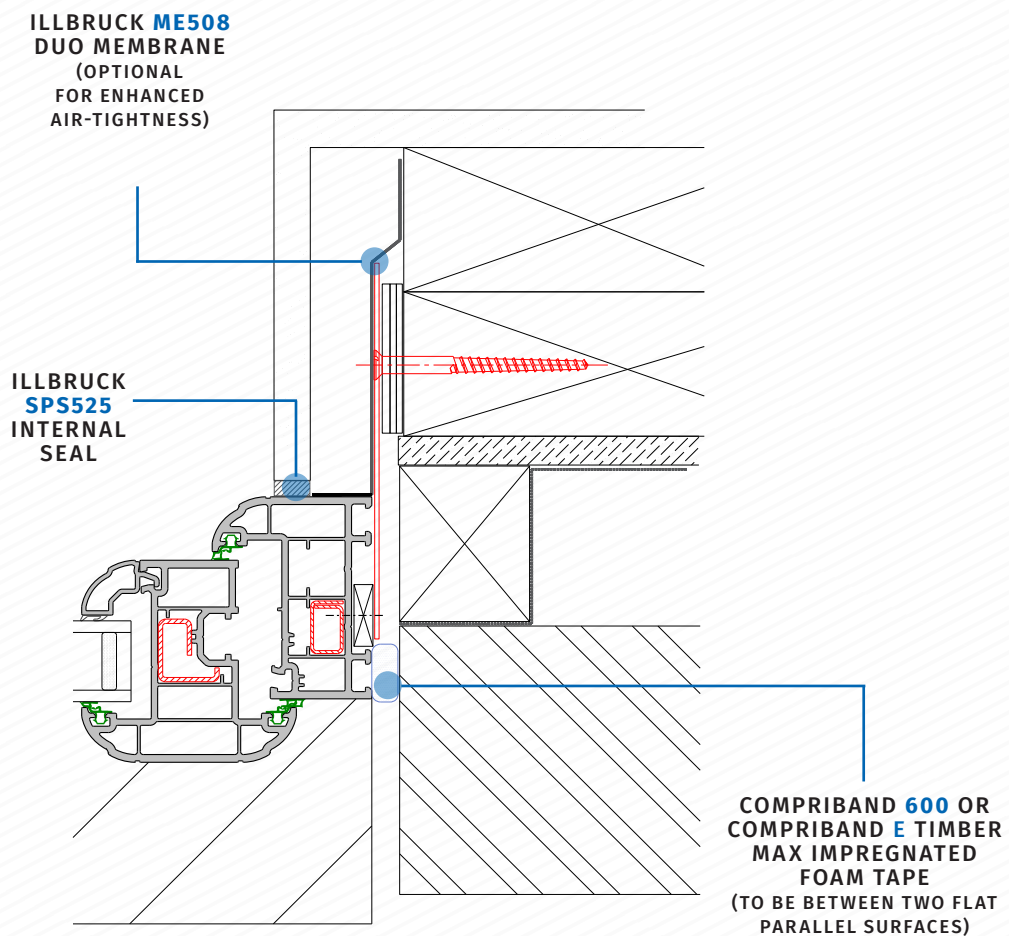 ILLBRUCK ME508
DUO MEMBRANE
(OPTIONAL
FOR ENHANCED
AIR-TIGHTNESS)
ILLBRUCK
SPS525
INTERNAL
SEAL
COMPRIBAND 600 OR
COMPRIBAND E TIMBER
MAX IMPREGNATED
FOAM TAPE
(TO BE BETWEEN TWO FLAT
PARALLEL SURFACES)